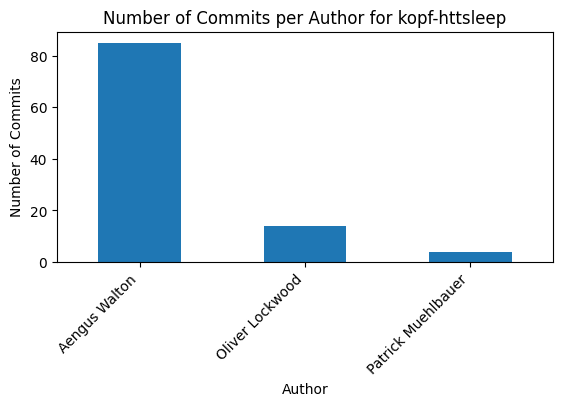 Number of Commits per Author for kopf-httsleep
Number of Commits
80
60
40
20
0
Aengus Walton
Oliver Lockwood
Patrick Muehlbauer
Author